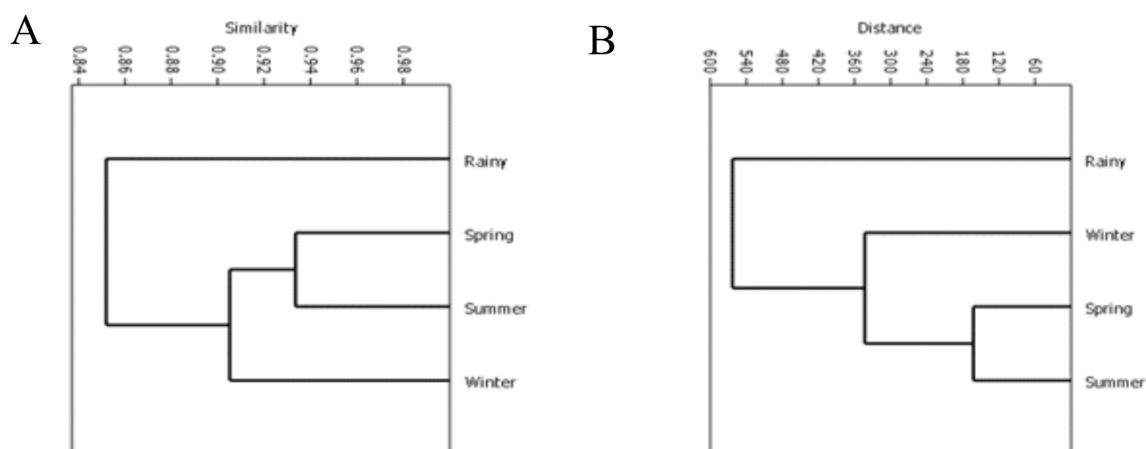 A
Similarity
0.84 0.86 0.88 0.90 0.92 0.94 0.96 0.98
Rainy
Spring
Summer
Winter
B
Distance
600 540 480 420 360 300 240 180 120 60
Rainy
Winter
Spring
Summer